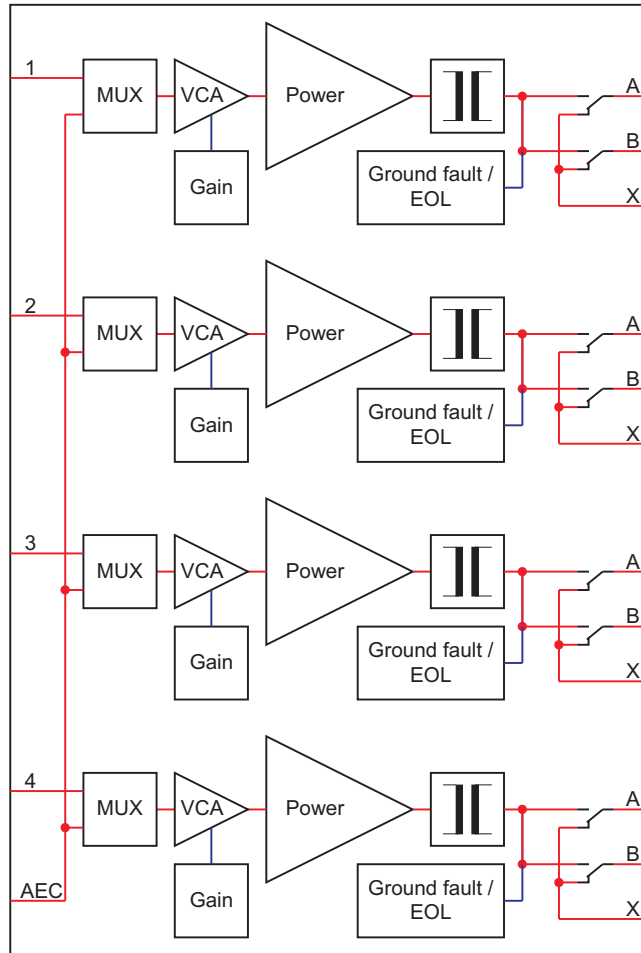 1
A
MUX
VCA
Power
B
Gain
Ground fault /
EOL
X
2
A
MUX
VCA
Power
B
Gain
Ground fault /
EOL
X
3
A
MUX
VCA
Power
B
Gain
Ground fault /
EOL
X
4
A
MUX
VCA
Power
B
AEC
Gain
Ground fault /
EOL
X